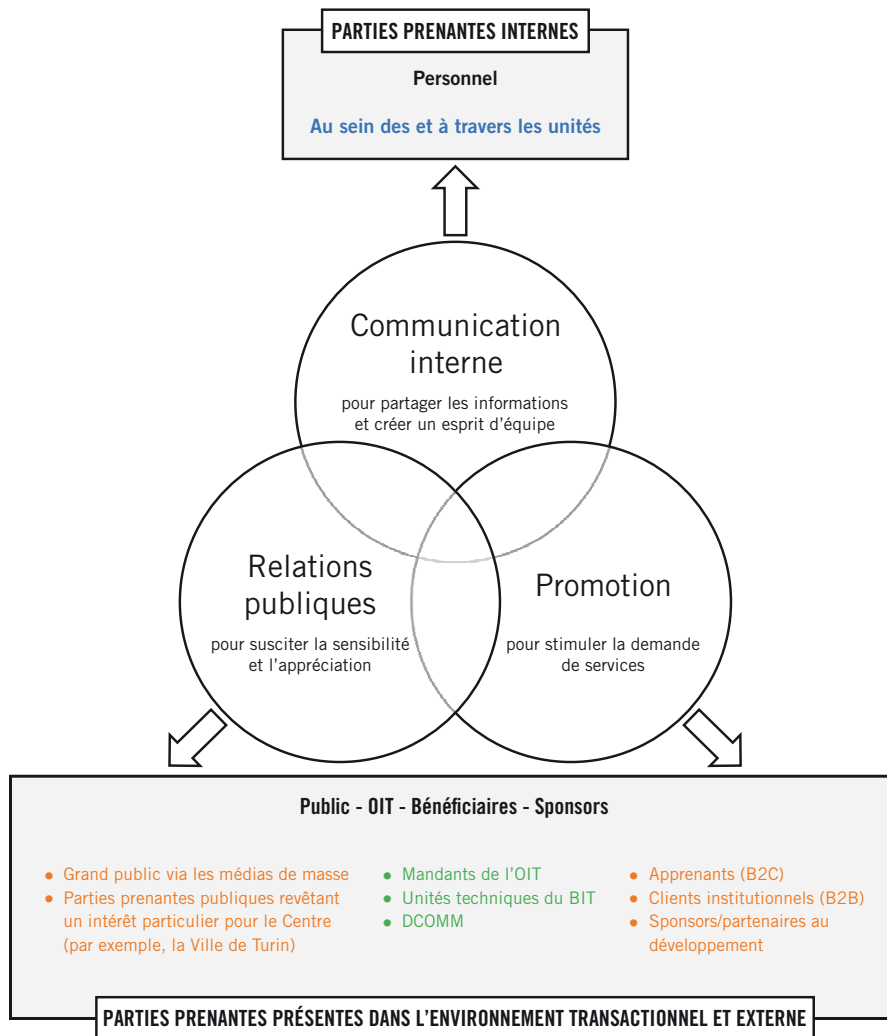 PARTIES PRENANTES INTERNES
Personnel
Au sein des et à travers les unités
Communication
interne
pour partager les informations
et créer un esprit d'équipe
Relations
publiques
pour susciter la sensibilité
et l'appréciation
Promotion
pour stimuler la demande
de services
Public - OIT - Bénéficiaires - Sponsors
• Grand public via les médias de masse
• Parties prenantes publiques revêtant
un intérêt particulier pour le Centre
(par exemple, la Ville de Turin)
• Mandants de l'OIT
• Unités techniques du BIT
• DCOMM
• Apprenants (B2C)
• Clients institutionnels (B2B)
• Sponsors/partenaires au
développement
PARTIES PRENANTES PRÉSENTES DANS L'ENVIRONNEMENT TRANSACTIONNEL ET EXTERNE